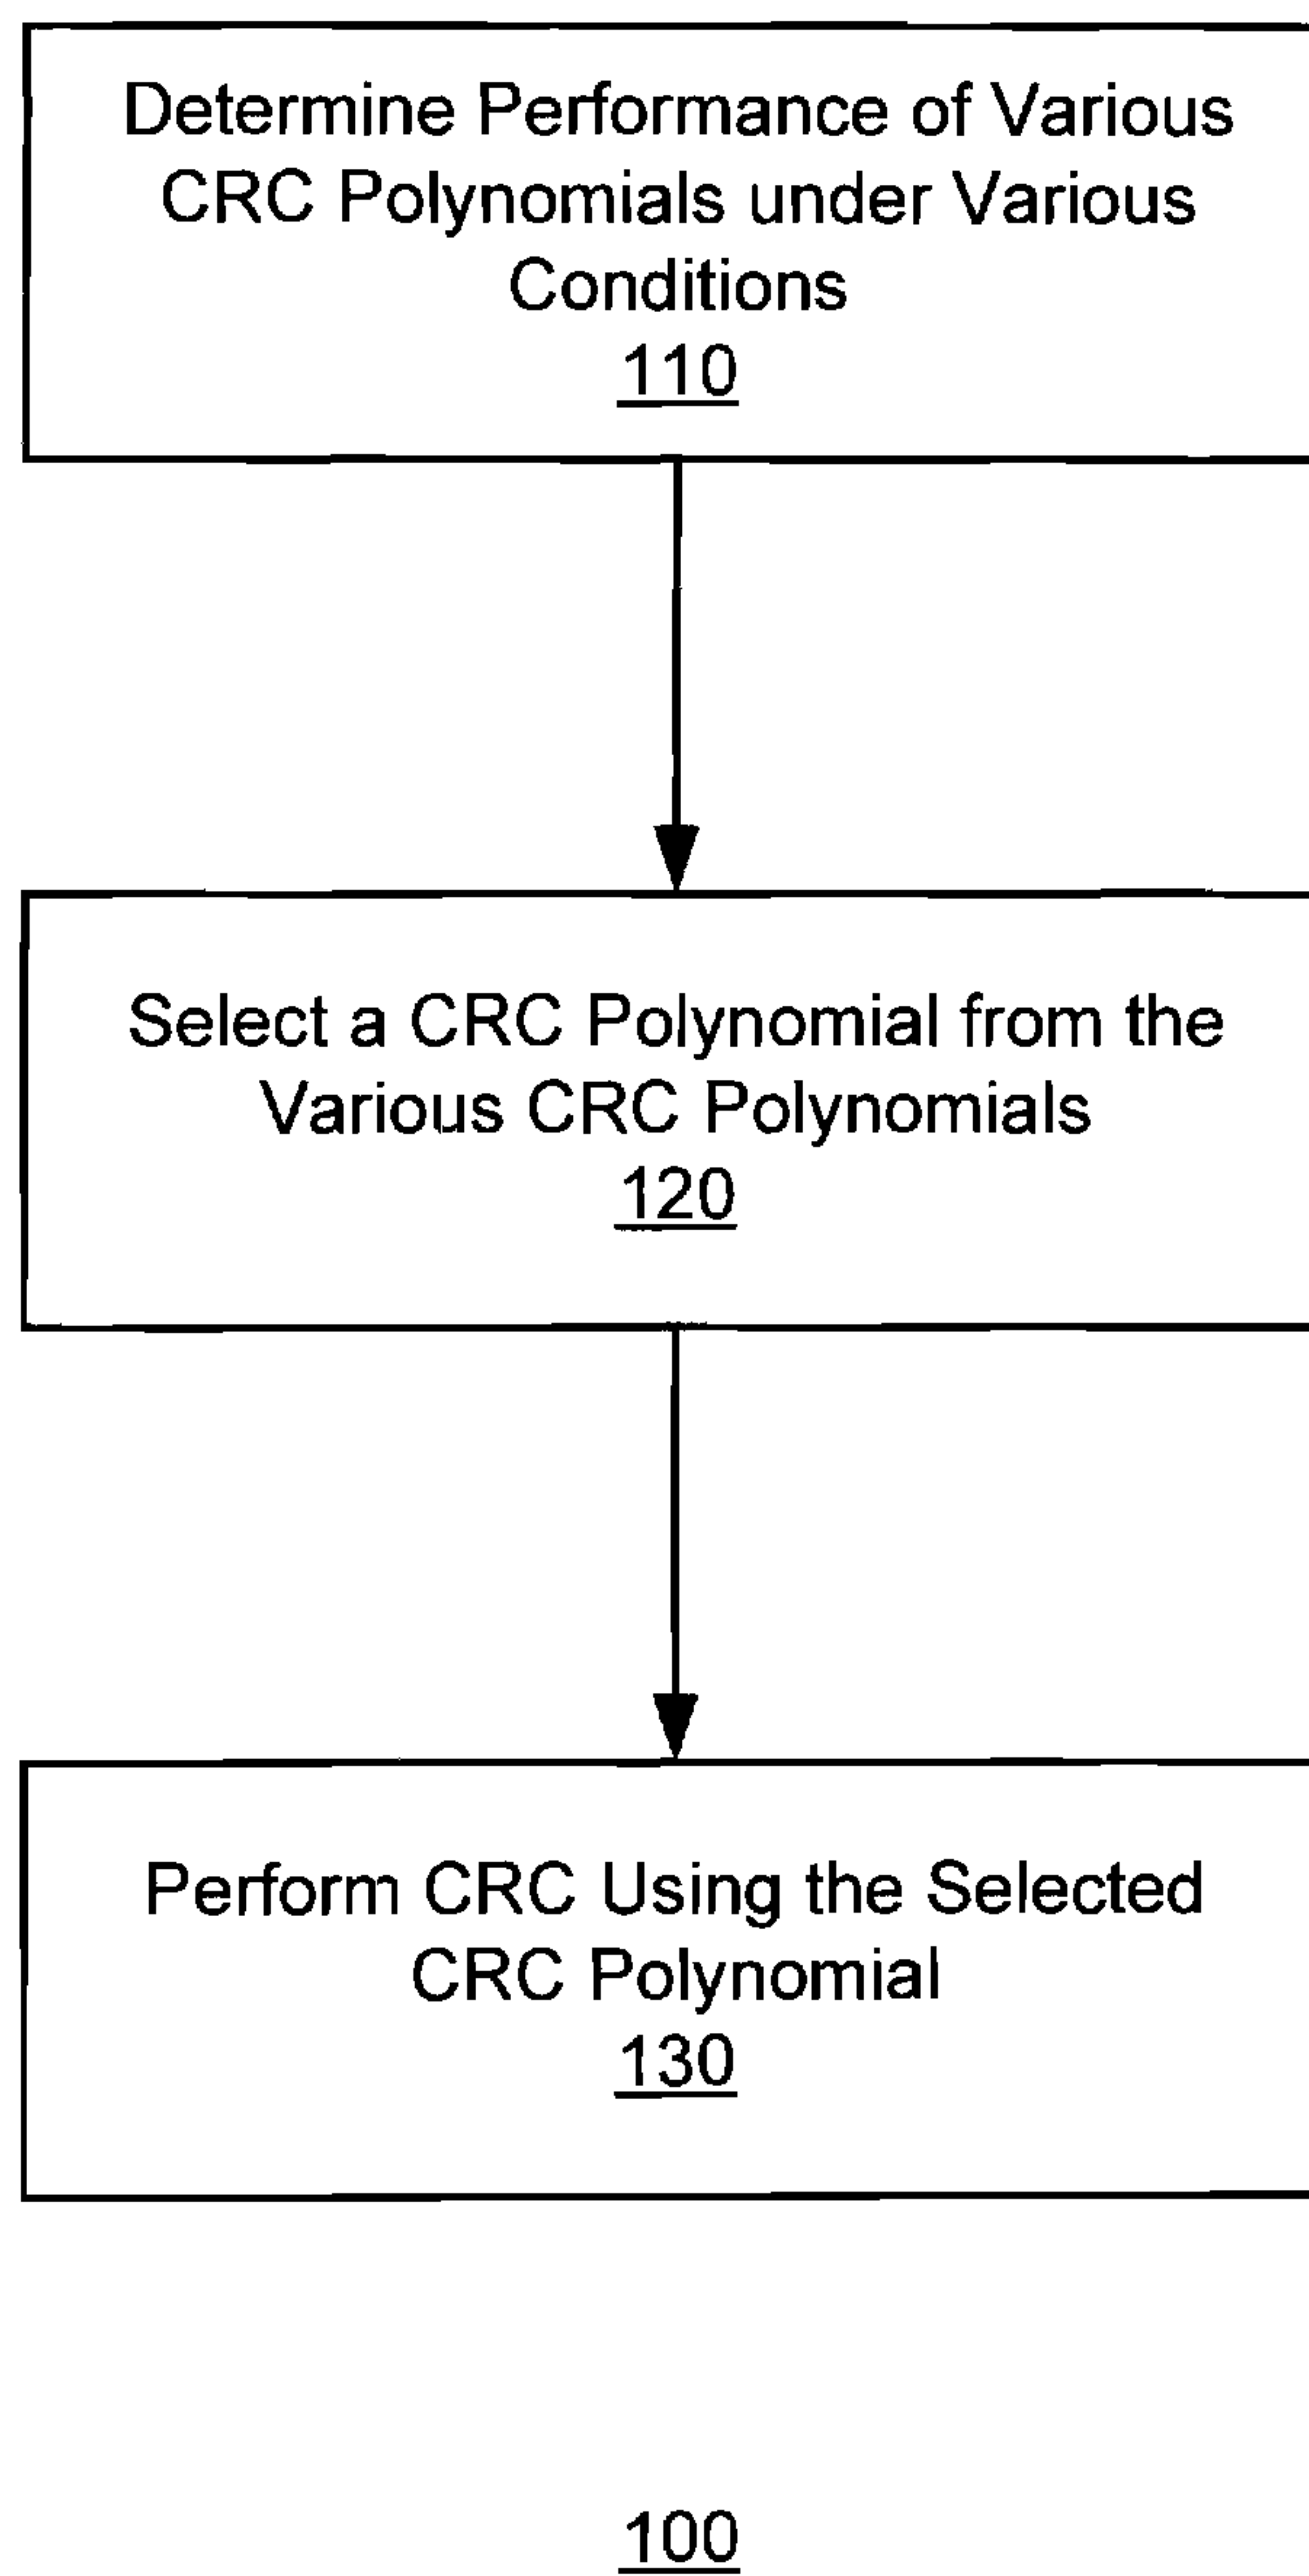 Determine Performance of Various
CRC Polynomials under Various
Conditions
110
Select a CRC Polynomial from the
Various CRC Polynomials
120
Perform CRC Using the Selected
CRC Polynomial
130
100